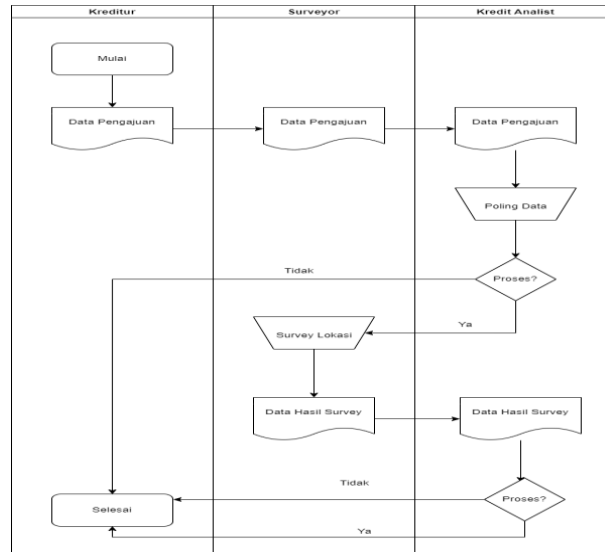 Kreditur
Surveyor
Kredit Analist
Mulai
Data Pengajuan
Data Pengajuan
Data Pengajuan
Poling Data
Proses?
Tidak
Ya
Survey Lokasi
Data Hasil Survey
Data Hasil Survey
Proses?
Tidak
Selesai
Ya